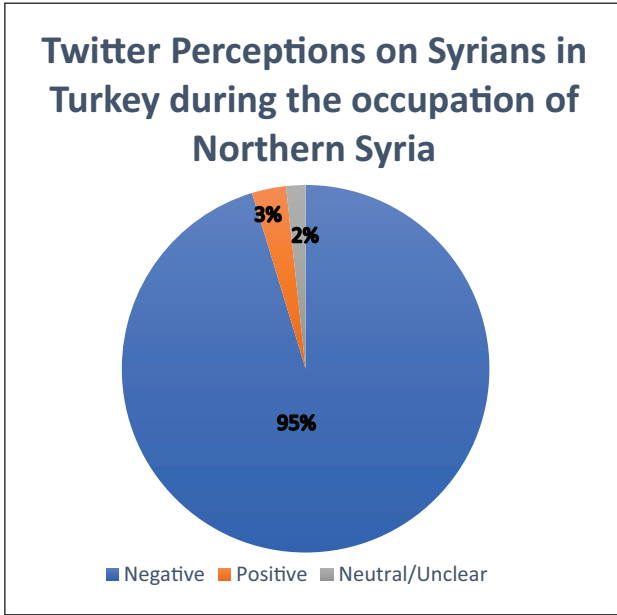 Twitter Perceptions on Syrians in
Turkey during the occupation of
Northern Syria
3%
2%
95%
Negative Positive Neutral/Unclear